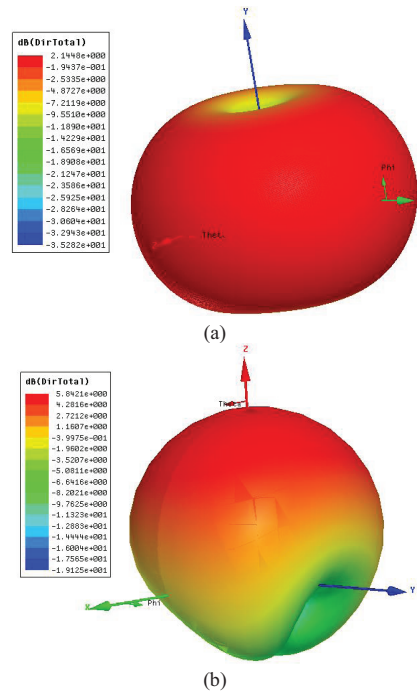 Y
dB(DirTotal)
2.1448e+000
-1.9437e-001
-2.5335e+000
-4.8727e+000
-7.2119e+000
-9.5510e+000
-1.1890e+001
-1.4229e+001
-1.6569e+001
-1.8908e+001
-2.1247e+001
-2.3586e+001
-2.5925e+001
-2.8264e+001
-3.0604e+001
-3.2943e+001
-3.5282e+001
Phi
Thet.
(a)
Z
dB(DirTotal)
5.8421e+000
4.2816e+000
2.7212e+000
1.1607e+000
-3.9975e-001
-1.9602e+000
-3.5207e+000
-5.0811e+000
-6.6416e+000
-8.2021e+000
-9.7625e+000
-1.1323e+001
-1.2883e+001
-1.4444e+001
-1.6004e+001
-1.7565e+001
-1.9125e+001
Theta
X
Phi
Y
(b)